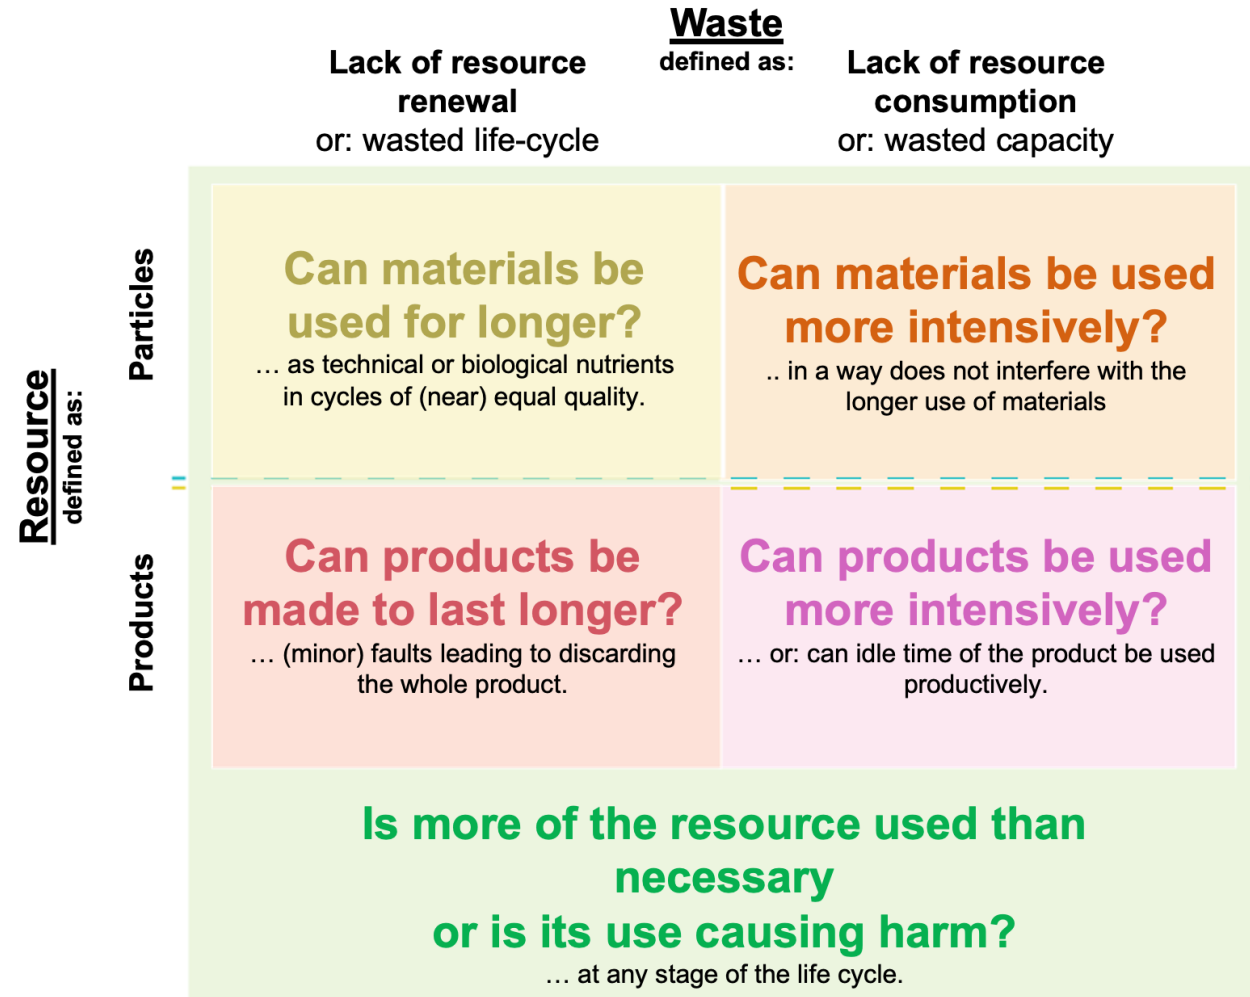 Waste
defined as:
Lack of resource
renewal
or: wasted life-cycle
Lack of resource
consumption
or: wasted capacity
Resource
defined as:
Particles
Can materials be
used for longer?
… as technical or biological nutrients
in cycles of (near) equal quality.
Can materials be used
more intensively?
.. in a way does not interfere with the
longer use of materials
Products
Can products be
made to last longer?
… (minor) faults leading to discarding
the whole product.
Can products be used
more intensively?
… or: can idle time of the product be used
productively.
Is more of the resource used than
necessary
or is its use causing harm?
… at any stage of the life cycle.